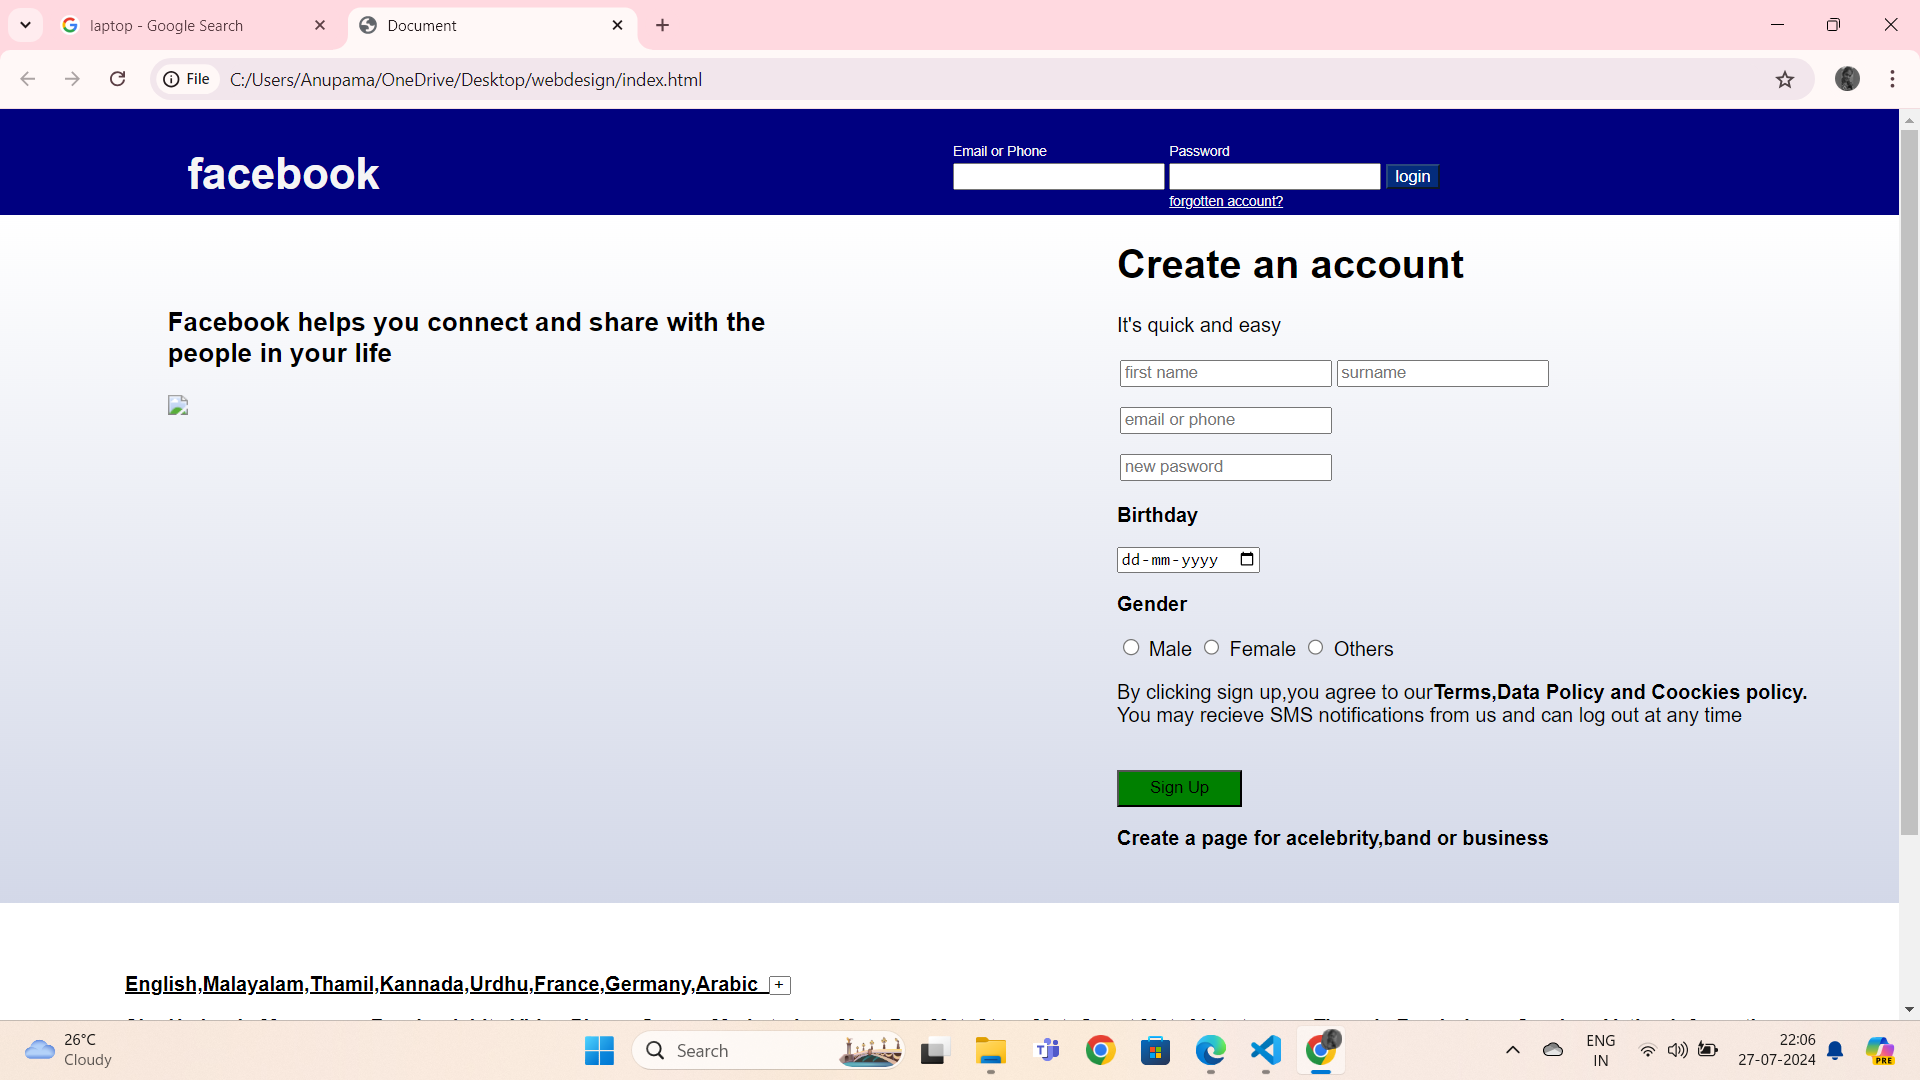 laptop - Google Search
Document
File
C:/Users/Anupama/OneDrive/Desktop/webdesign/index.html
facebook
Email or Phone
Password
login
forgotten account?
Create an account
Facebook helps you connect and share with the
people in your life
It's quick and easy
first name
surname
email or phone
new pasword
Birthday
dd-mm-yyyy
Gender
Male
Female
Others
By clicking sign up,you agree to ourTerms,Data Policy and Coockies policy.
You may recieve SMS notifications from us and can log out at any time
Sign Up
Create a page for acelebrity,band or business
English,Malayalam,Thamil,Kannada,Urdhu,France,Germany,Arabic
+
26°C
Cloudy
Search
ENG
IN
22:06
27-07-2024
PRE